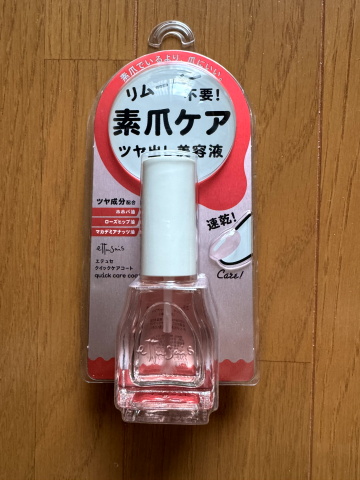 素爪でいるより、爪にいい。
リム 不要!
素爪ケア
ツヤ出し美容液
ツヤ成分配合
ホホバ油
ローズヒップ油
マカデミアナッツ油
速乾!
Care!
ettusais
エテュセ
クイックケアコート
quick care coat
ettusais